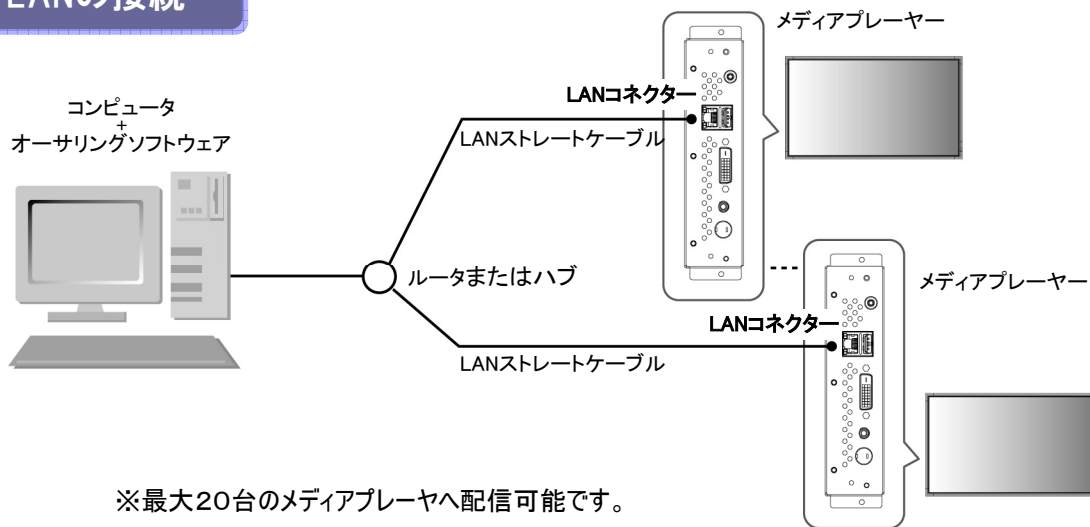 LANの接続
メディアプレーヤー
LANコネクター
コンピュータ
+
オーサリングソフトウェア
LANストレートケーブル
ルータまたはハブ
メディアプレーヤー
LANコネクター
LANストレートケーブル
※最大20台のメディアプレーヤへ配信可能です。